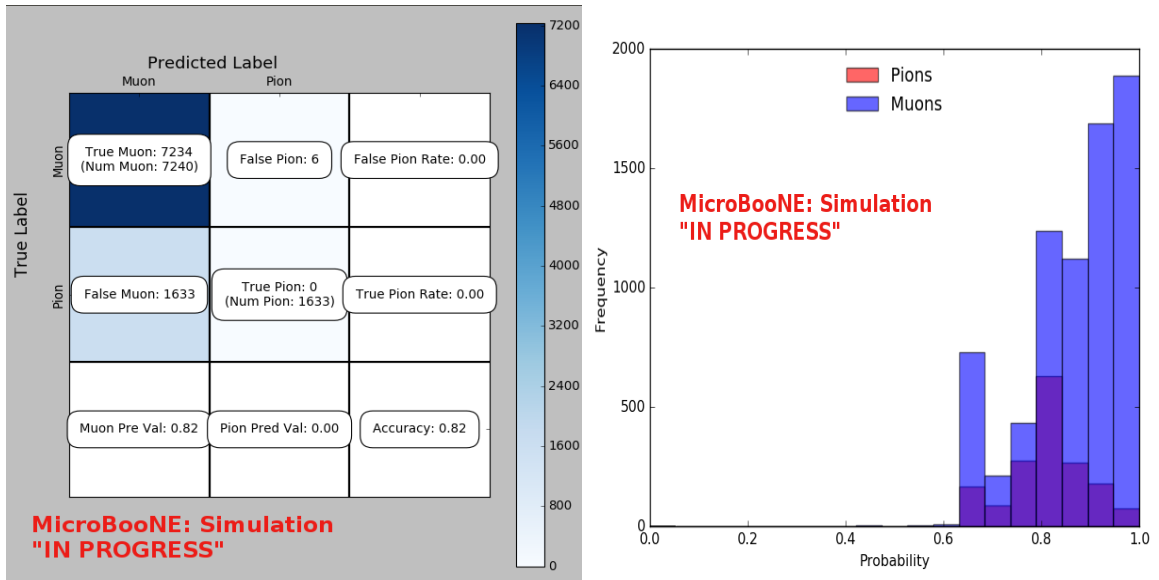 Predicted Label
Muon Pion
True Label
Muon
True Muon: 7234
(Num Muon: 7240)
False Pion: 6
False Pion Rate: 0.00
Pion
False Muon: 1633
True Pion: 0
(Num Pion: 1633)
True Pion Rate: 0.00
Muon Pre Val: 0.82
Pion Pred Val: 0.00
Accuracy: 0.82
7200
6400
5600
4800
4000
3200
2400
1600
800
0
MicroBooNE: Simulation
"IN PROGRESS"
2000
1500
1000
500
0
Frequency
Pions
Muons
MicroBooNE: Simulation
"IN PROGRESS"
0.0 0.2 0.4 0.6 0.8 1.0
Probability